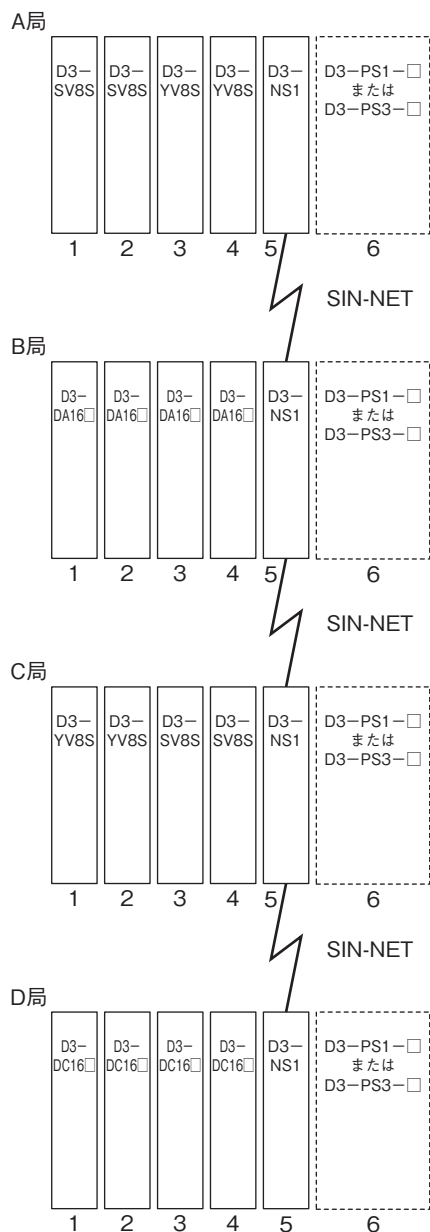 A局
D3－
SV8S
D3－
SV8S
D3－
YV8S
D3－
YV8S
D3－
NS1
D3－PS1－□
または
D3－PS3－□
1
2
3
4
5
6
SIN-NET
B局
D3－
DA16□
D3－
DA16□
D3－
DA16□
D3－
DA16□
D3－
NS1
D3－PS1－□
または
D3－PS3－□
1
2
3
4
5
6
SIN-NET
C局
D3－
YV8S
D3－
YV8S
D3－
SV8S
D3－
SV8S
D3－
NS1
D3－PS1－□
または
D3－PS3－□
1
2
3
4
5
6
SIN-NET
D局
D3－
DC16□
D3－
DC16□
D3－
DC16□
D3－
DC16□
D3－
NS1
D3－PS1－□
または
D3－PS3－□
1
2
3
4
5
6